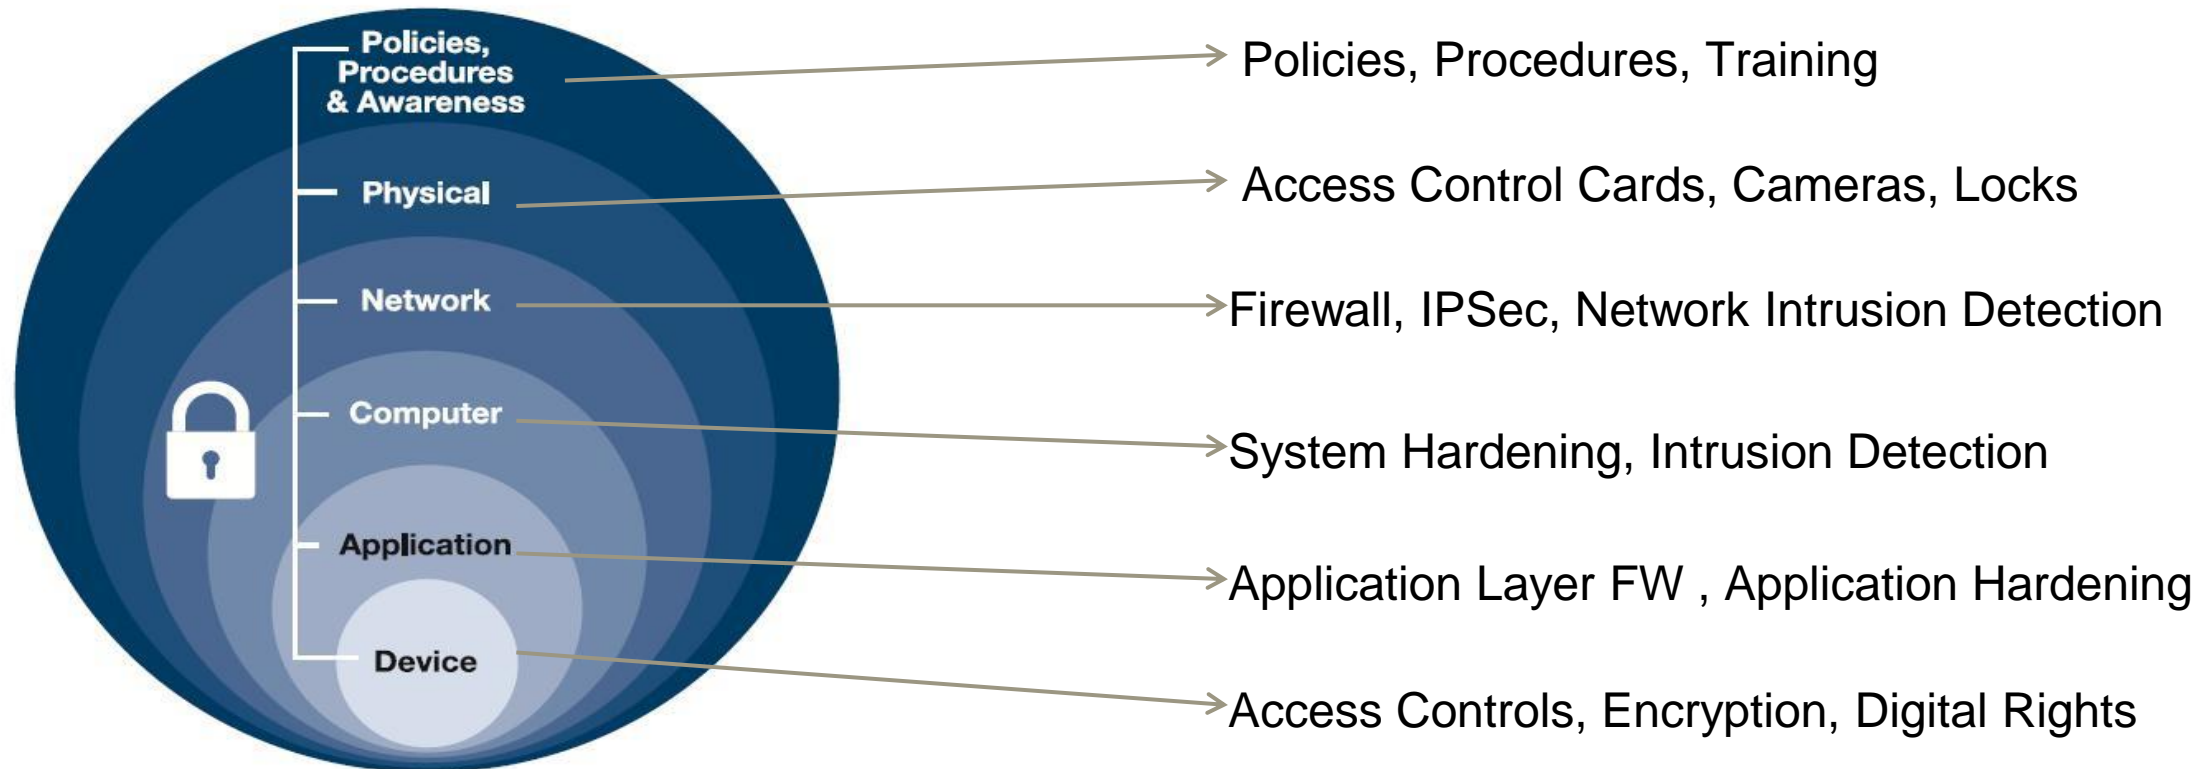 Policies,
Procedures
& Awareness
Policies, Procedures, Training
Physical
Access Control Cards, Cameras, Locks
Network
Firewall, IPSec, Network Intrusion Detection
Computer
System Hardening, Intrusion Detection
Application
Application Layer FW , Application Hardening
Device
Access Controls, Encryption, Digital Rights